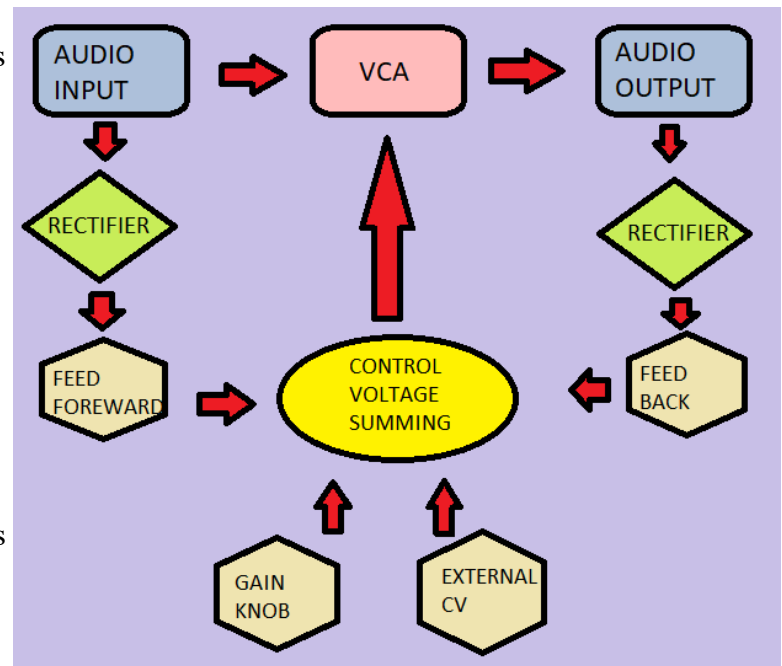 s
AUDIO
INPUT
VCA
AUDIO
OUTPUT
RECTIFIER
RECTIFIER
FEED
FOREWARD
CONTROL
VOLTAGE
SUMMING
FEED
BACK
s
GAIN
KNOB
EXTERNAL
CV